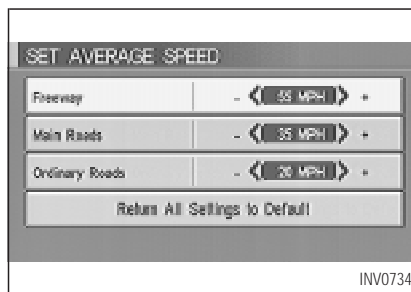 SET AVERAGE SPEED
Freeway - 55 MPH +
Main Roads - 35 MPH +
Ordinary Roads - 20 MPH +
Return All Settings to Default
INV0734